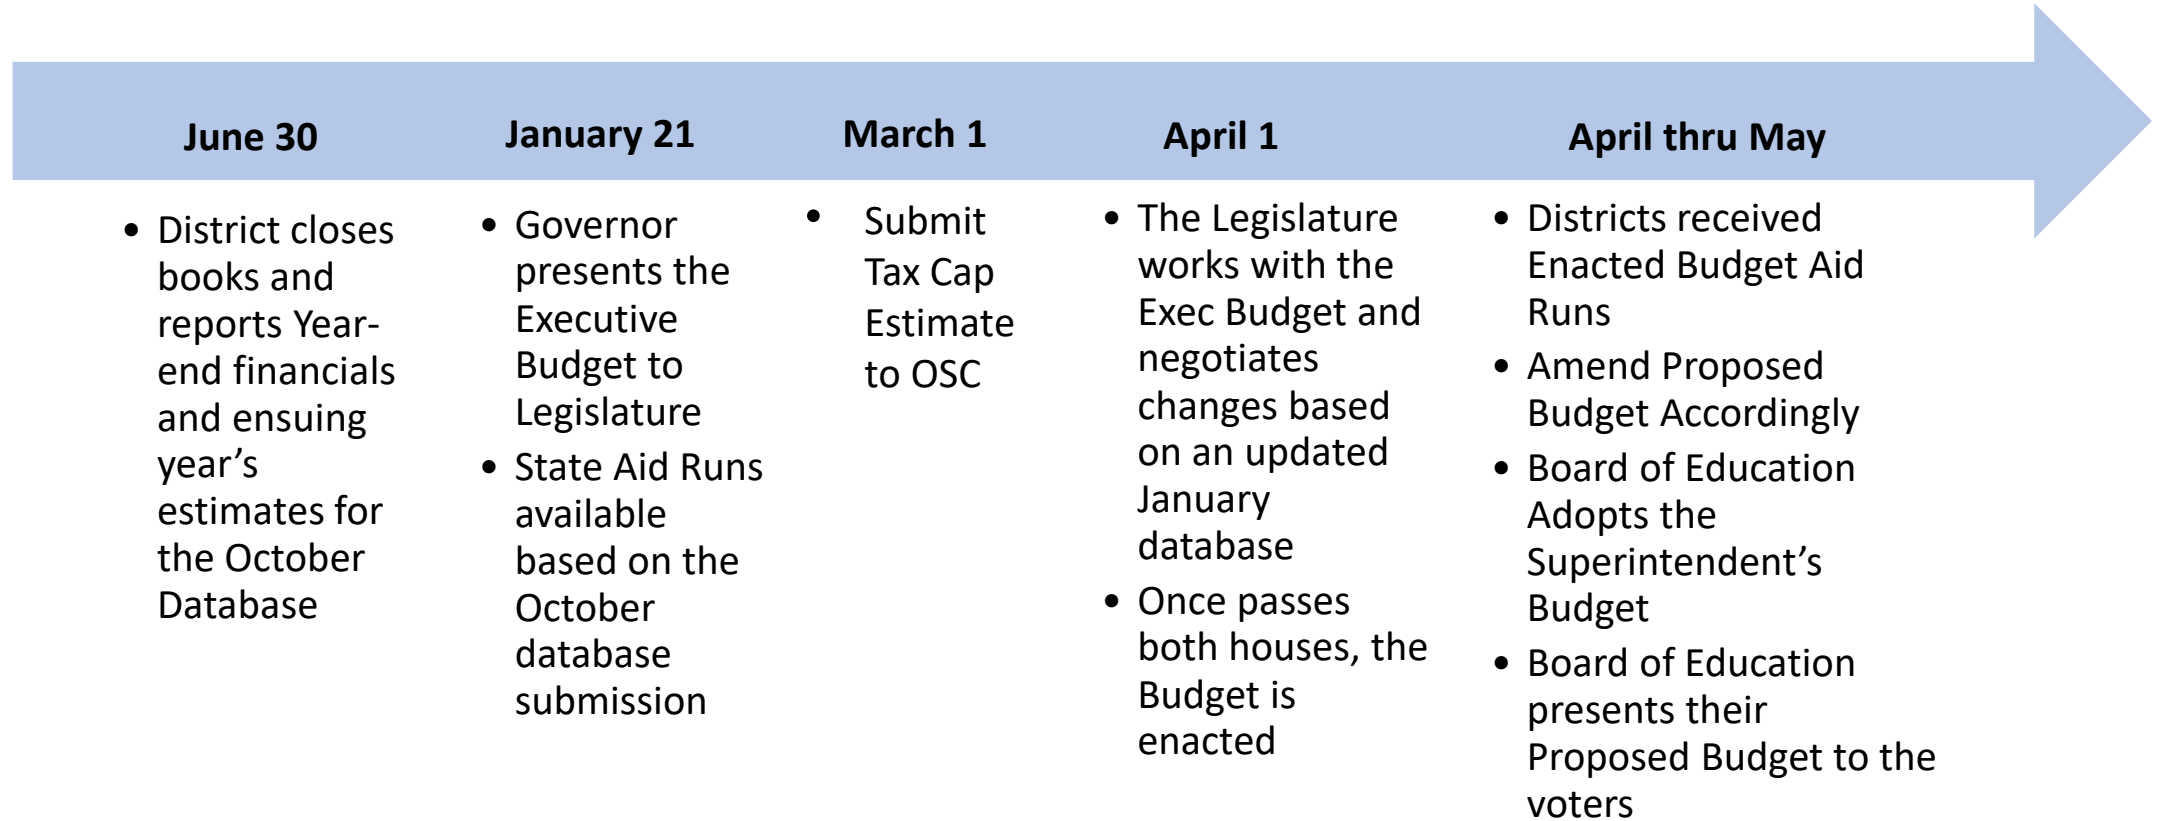 June 30
• District closes
books and
reports Year-
end financials
and ensuing
year’s
estimates for
the October
Database
January 21
• Governor
presents the
Executive
Budget to
Legislature
• State Aid Runs
available
based on the
October
database
submission
March 1
• Submit
Tax Cap
Estimate
to OSC
April 1
• The Legislature
works with the
Exec Budget and
negotiates
changes based
on an updated
January
database
• Once passes
both houses, the
Budget is
enacted
April thru May
• Districts received
Enacted Budget Aid
Runs
• Amend Proposed
Budget Accordingly
• Board of Education
Adopts the
Superintendent’s
Budget
• Board of Education
presents their
Proposed Budget to the
voters